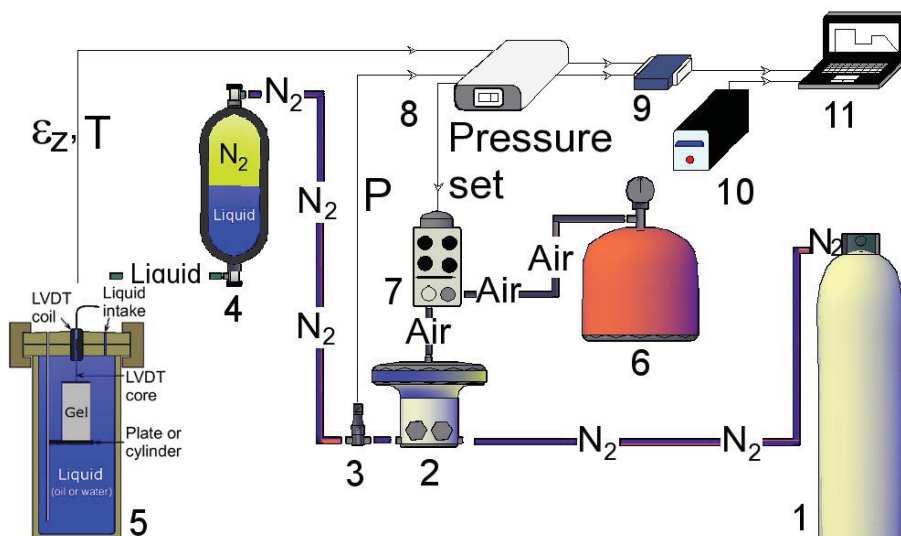 N₂
8
9
11
εz, T
N₂
Liquid
N₂
Pressure
set
P
10
Air
N₂
Liquid
4
7
Air
Air
N₂
LVDT
coil
Liquid
intake
6
LVDT
core
Gel
Plate or
cylinder
Liquid
(oil or water)
5
3
2
N₂
N₂
1